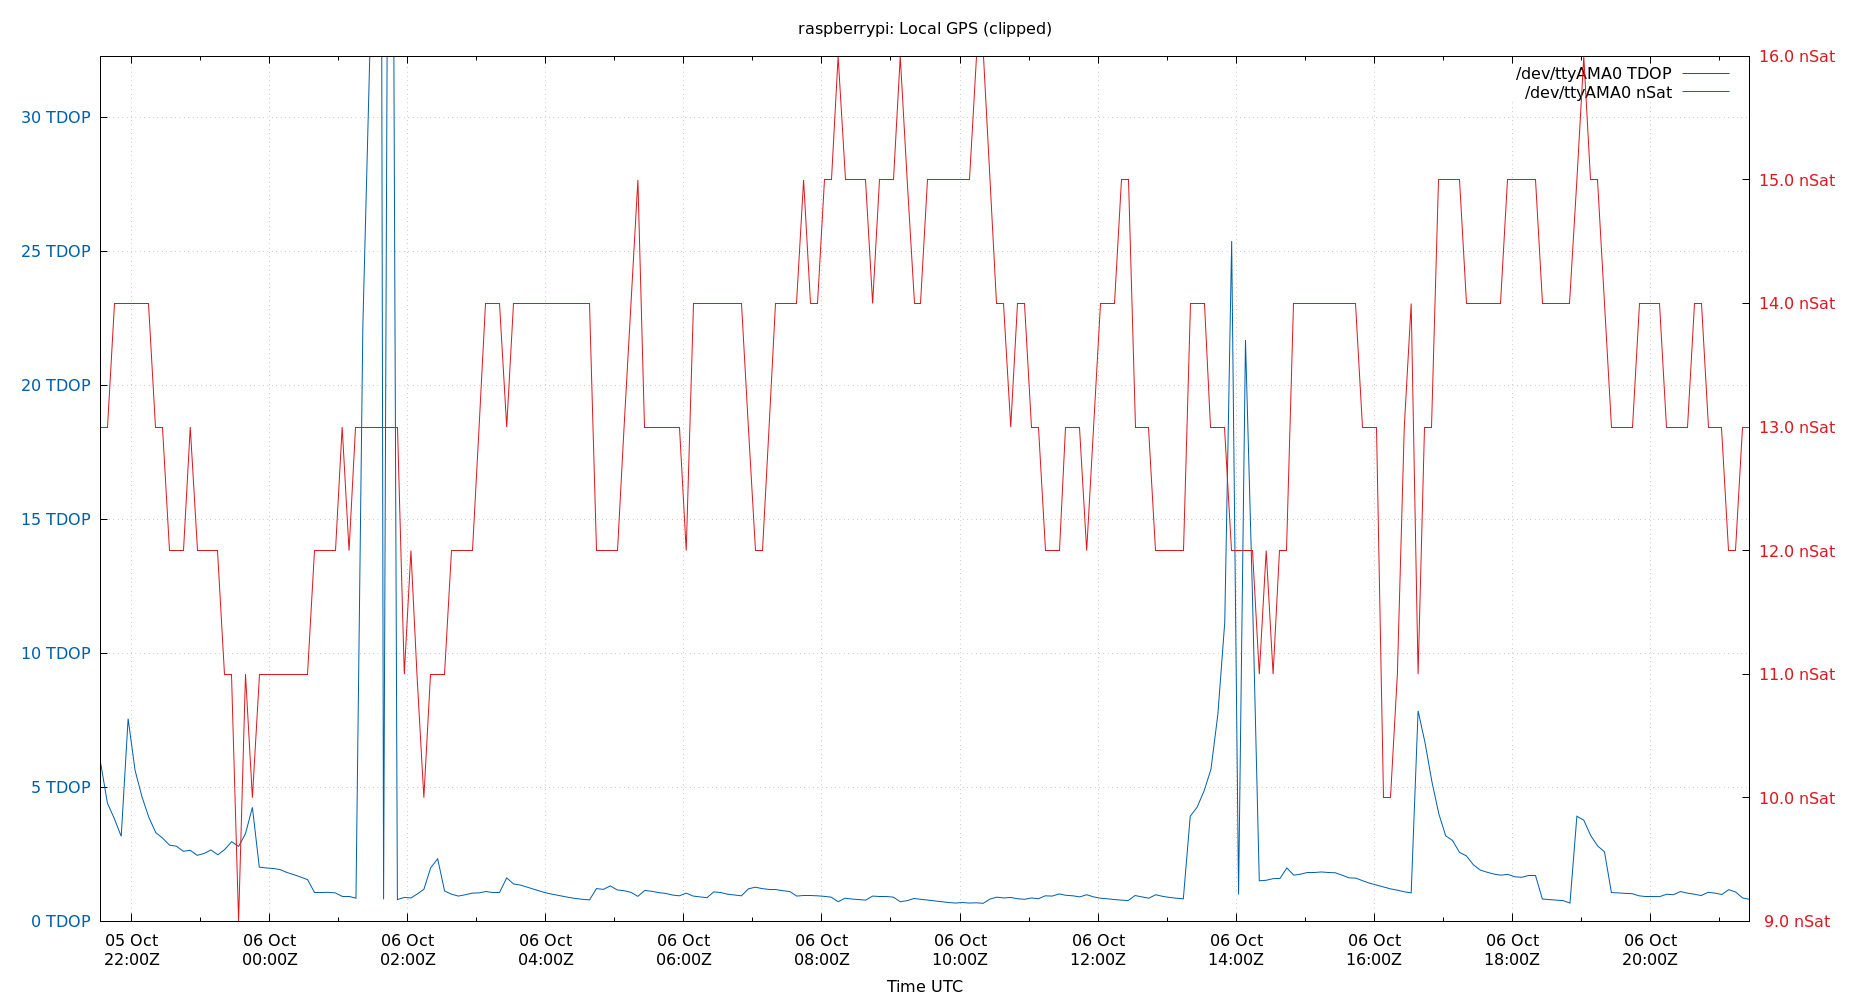 raspberrypi: Local GPS (clipped)
16.0 nSat
/dev/ttyAMA0 TDOP
/dev/ttyAMA0 nSat
30 TDOP
15.0 nSat
25 TDOP
14.0 nSat
20 TDOP
13.0 nSat
15 TDOP
12.0 nSat
10 TDOP
11.0 nSat
5 TDOP
10.0 nSat
0 TDOP
9.0 nSat
05 Oct 06 Oct 06 Oct 06 Oct 06 Oct 06 Oct 06 Oct 06 Oct 06 Oct 06 Oct 06 Oct 06 Oct
22:00Z 00:00Z 02:00Z 04:00Z 06:00Z 08:00Z 10:00Z 12:00Z 14:00Z 16:00Z 18:00Z 20:00Z
Time UTC